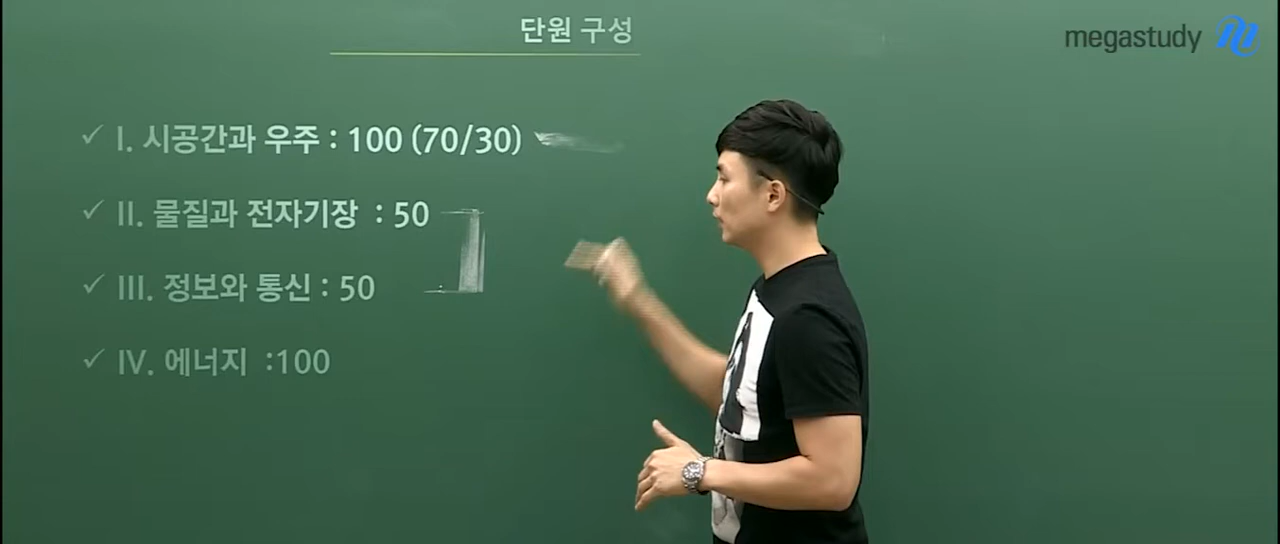 단원 구성
megastudy
I. 시공간과 우주 : 100 (70/30)
II. 물질과 전자기장 : 50
III. 정보와 통신 : 50
IV. 에너지 :100